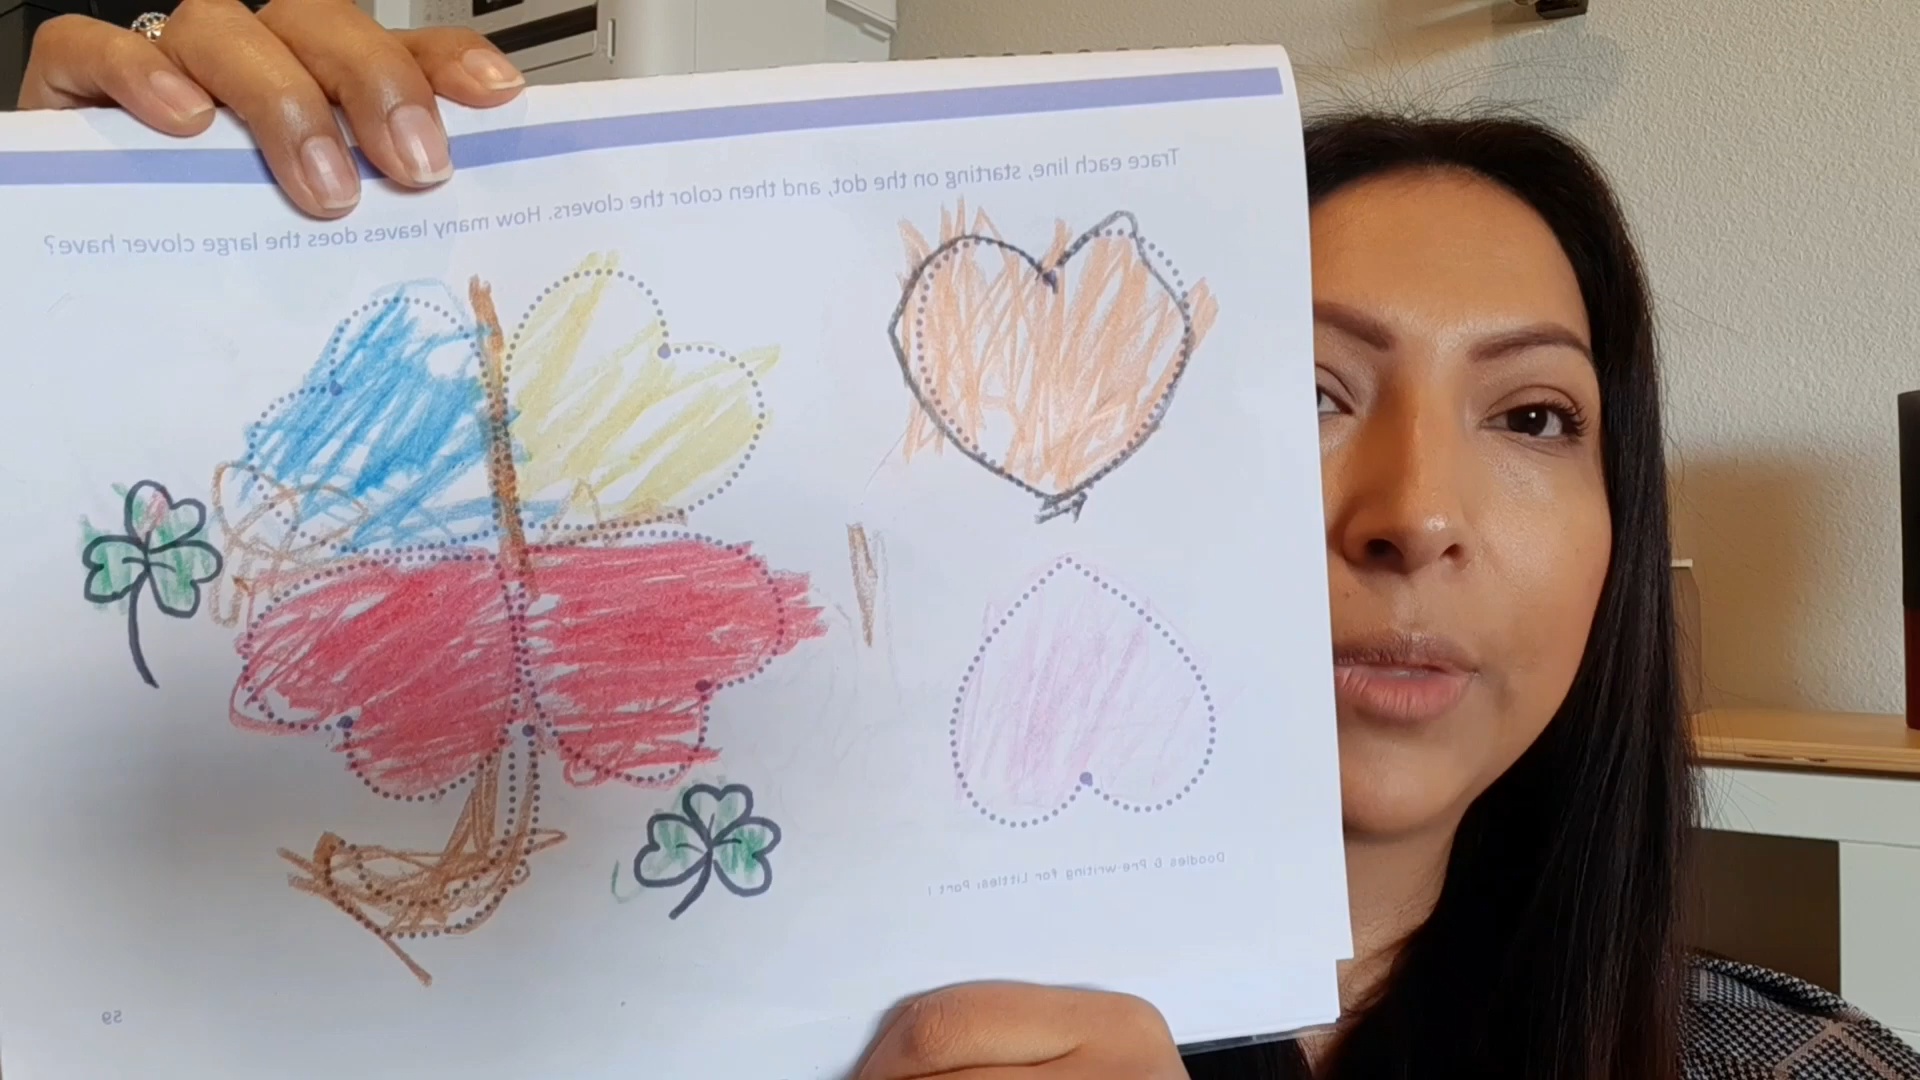 Trace each line, starting on the dot, and then color the clovers. How many leaves does the large clover have?
Doodles & Pre-writing for Littles, Part I
59